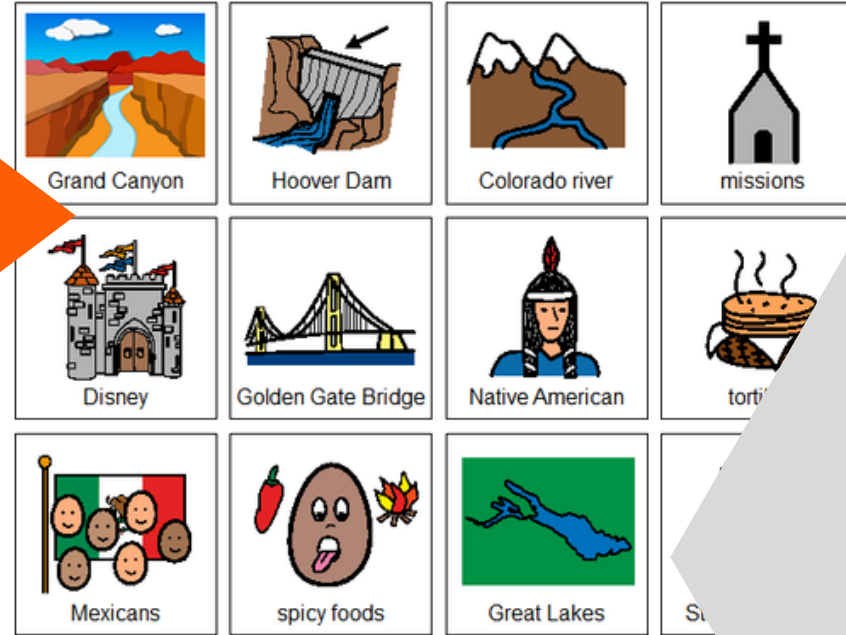 Grand Canyon
Hoover Dam
Colorado river
missions
Disney
Golden Gate Bridge
Native American
Mexicans
spicy foods
Great Lakes